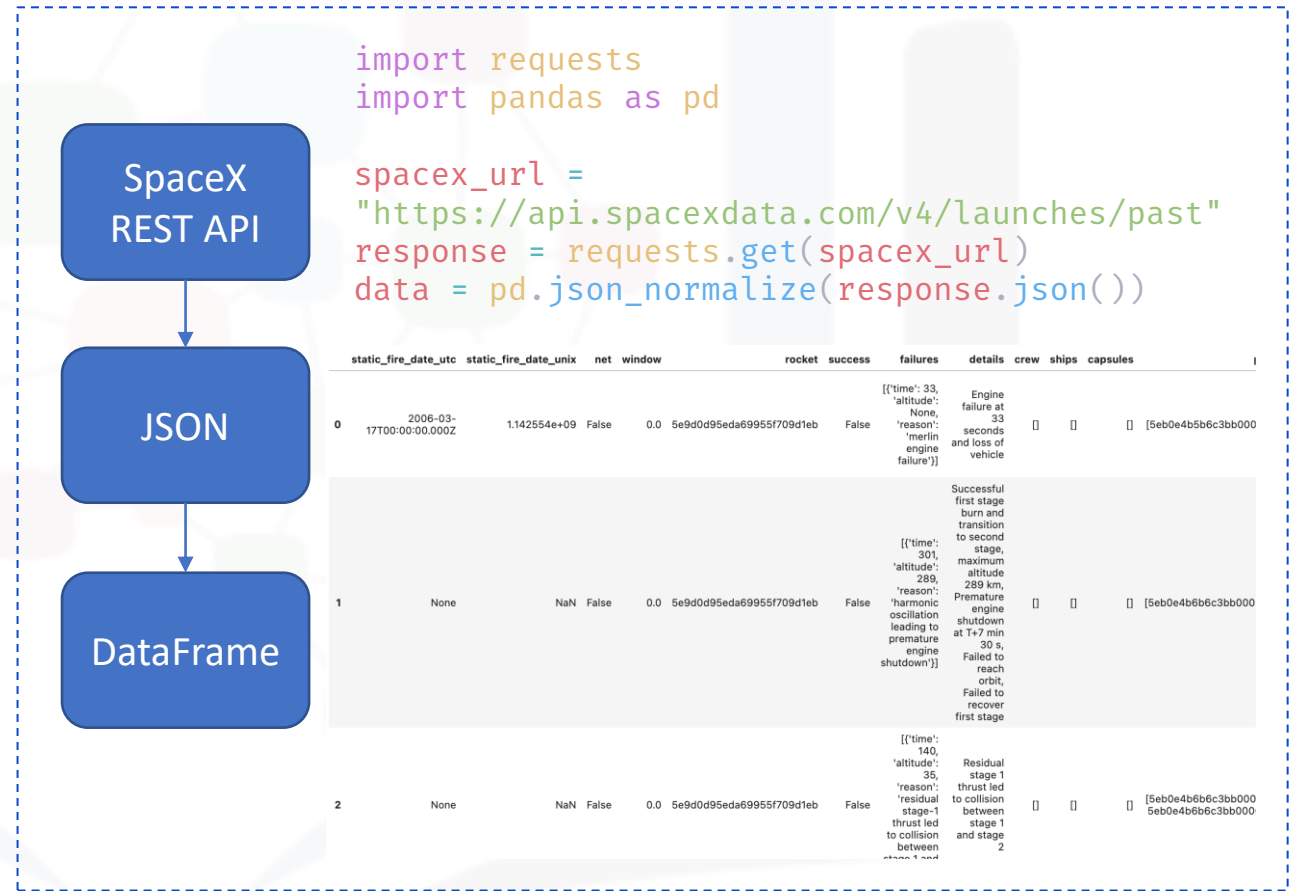 import requests
import pandas as pd
spacex_url =
"https://api.spacexdata.com/v4/launches/past"
response = requests.get(spacex_url)
data = pd.json_normalize(response.json())
SpaceX
REST API
JSON
DataFrame
static_fire_date_utc static_fire_date_unix net window rocket success failures details crew ships capsules
0
2006-03-
17T00:00:00.000Z
1.142554e+09 False 0.0 5e9d0d95eda69955f709d1eb False
[{'time': 33,
'altitude':
None,
'reason':
'merlin
engine
failure'}]
Engine
failure at
33
seconds
and loss of
vehicle
[] [] [] [5eb0e4b5b6c3bb000
1 None NaN False 0.0 5e9d0d95eda69955f709d1eb False
[{'time':
301,
'altitude':
289,
'reason':
'harmonic
oscillation
leading to
premature
engine
shutdown'}]
Successful
first stage
burn and
transition
to second
stage,
maximum
altitude
289 km,
Premature
engine
shutdown
at T+7 min
30 s,
Failed to
reach
orbit,
Failed to
recover
first stage
[] [] [] [5eb0e4b6b6c3bb000
2 None NaN False 0.0 5e9d0d95eda69955f709d1eb False
[{'time':
140,
'altitude':
35,
'reason':
'residual
stage-1
thrust led
to collision
between
stage 1 and
Residual
stage 1
thrust led
to collision
between
stage 1
and stage
2
[] [] [] [5eb0e4b6b6c3bb000
5eb0e4b6b6c3bb000